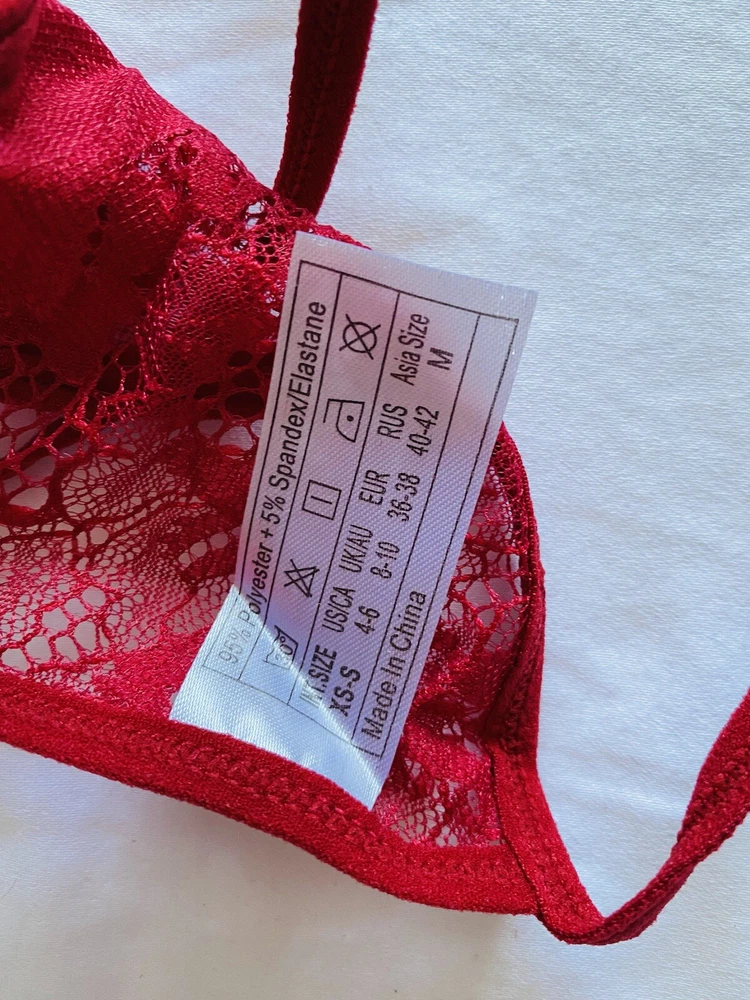 95% Polyester + 5% Spandex/Elastane
30°
INT.SIZE US/CA UK/AU EUR RUS Asia Size
XS-S 4-6 8-10 36-38 40-42 M
Made In China